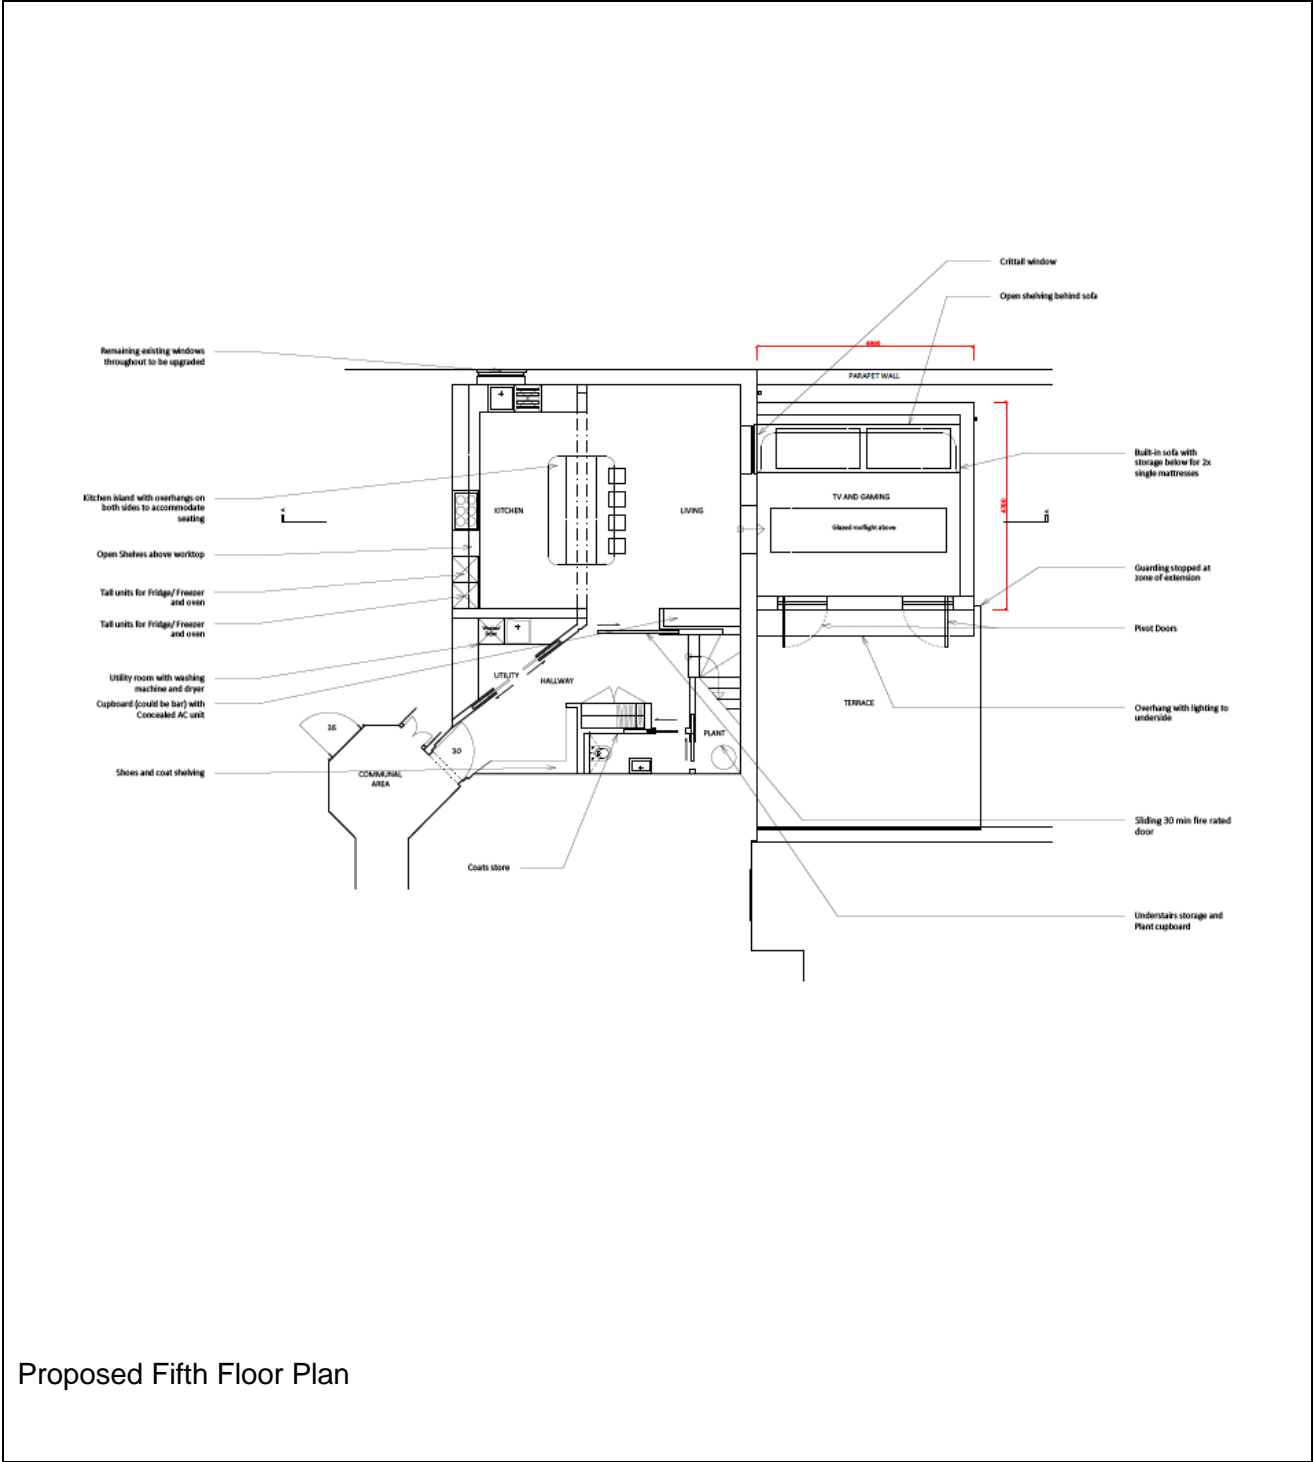 Crittall window
Open shelving behind sofa
Remaining existing windows
throughout to be upgraded
PARAPET WALL
Built-in sofa with
storage below for 2x
single mattresses
Kitchen island with overhangs on
both sides to accommodate
seating
KITCHEN
LIVING
TV AND GAMING
Glazed rooflight above
Open Shelves above worktop
Tall units for Fridge/ Freezer
and oven
Guarding stopped at
zone of extension
Tall units for Fridge/ Freezer
and oven
Pivot Doors
Utility room with washing
machine and dryer
UTILITY
HALLWAY
Cupboard (could be bar) with
Concealed AC unit
TERRACE
Overhang with lighting to
underside
36
30
PLANT
Shoes and coat shelving
COMMUNAL
AREA
Sliding 30 min fire rated
door
Coats store
Understairs storage and
Plant cupboard
Proposed Fifth Floor Plan